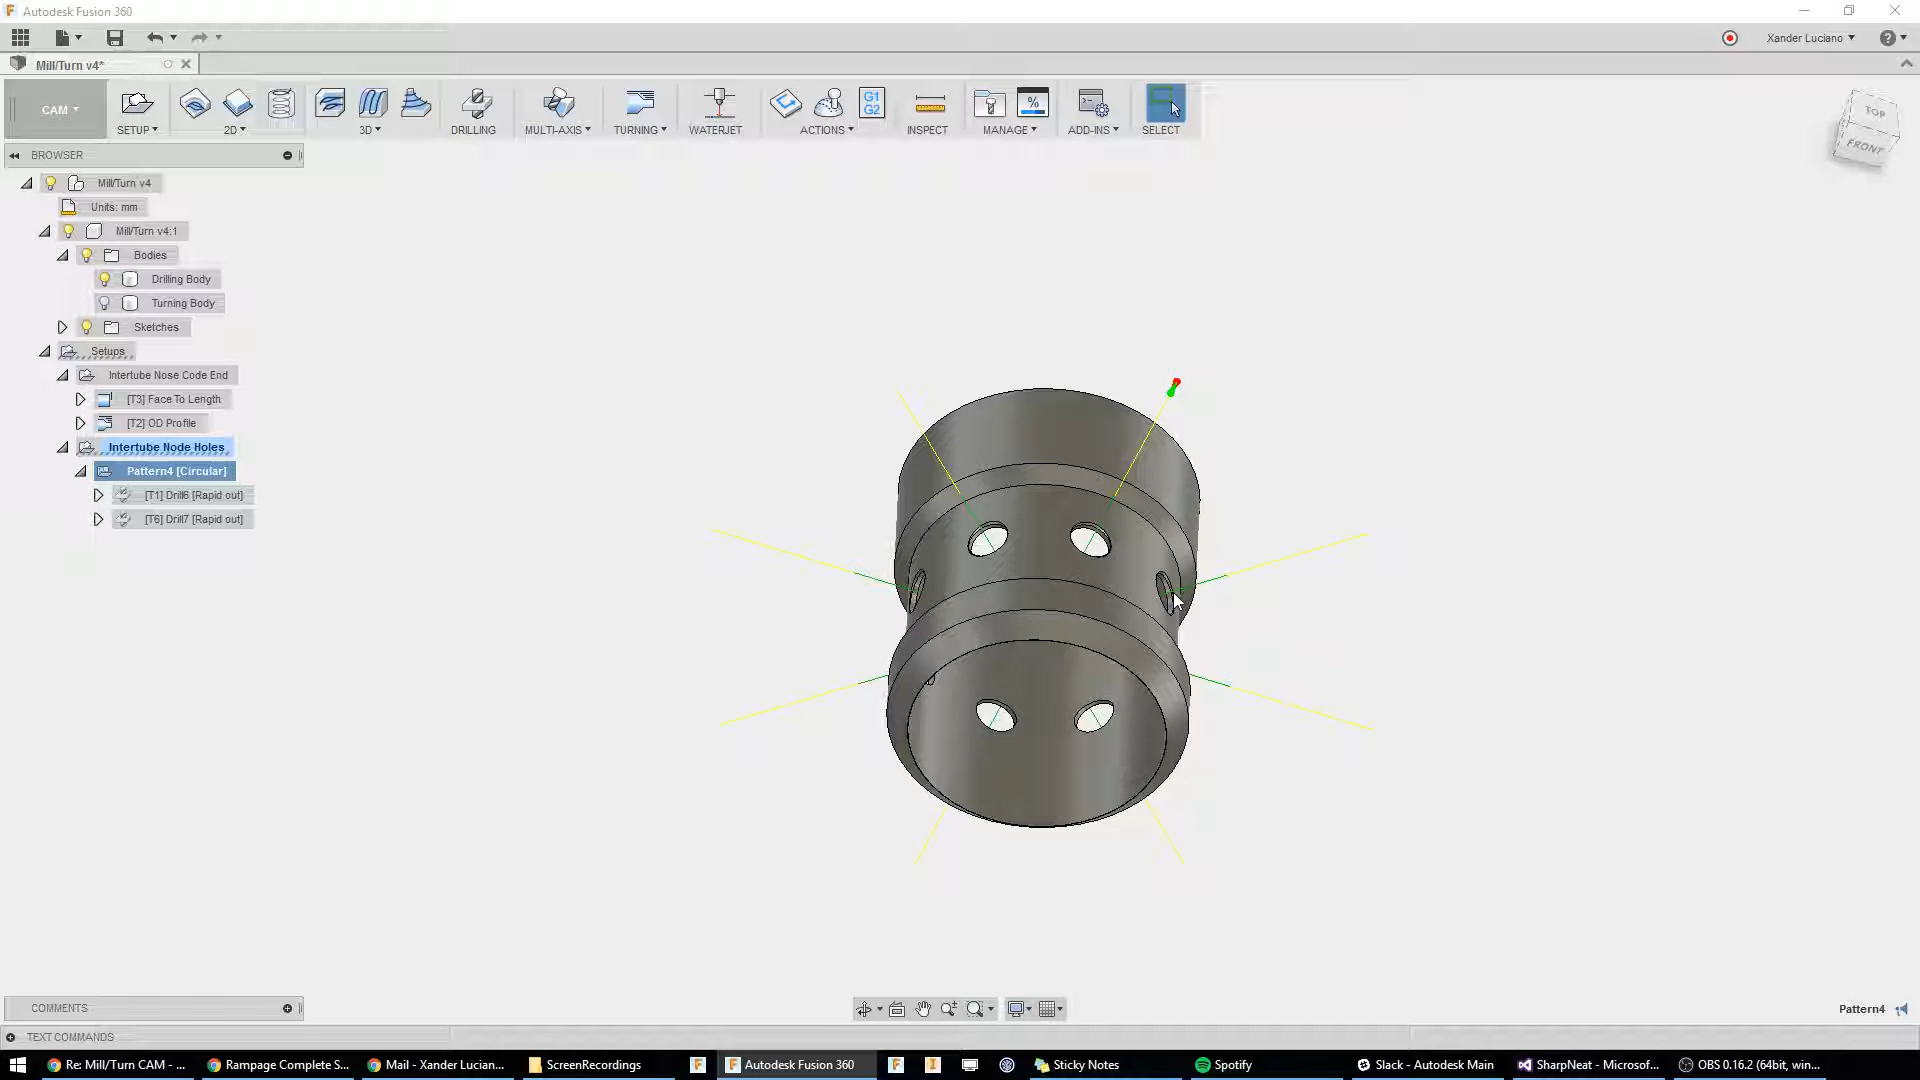 Autodesk Fusion 360
Xander Luciano
Mill/Turn v4*
CAM
SETUP
2D
3D
DRILLING
MULTI-AXIS
TURNING
WATERJET
G1
G2
ACTIONS
INSPECT
%
MANAGE
ADD-INS
SELECT
TOP
FRONT
BROWSER
Mill/Turn v4
Units: mm
Mill/Turn v4:1
Bodies
Drilling Body
Turning Body
Sketches
Setups
Intertube Nose Code End
[T3] Face To Length
[T2] OD Profile
Intertube Node Holes
Pattern4 [Circular]
[T1] Drill6 [Rapid out]
[T6] Drill7 [Rapid out]
COMMENTS
Pattern4
TEXT COMMANDS
Re: Mill/Turn CAM - ...
Rampage Complete S...
Mail - Xander Lucian...
ScreenRecordings
Autodesk Fusion 360
Sticky Notes
Spotify
Slack - Autodesk Main
SharpNeat - Microsof...
OBS 0.16.2 (64bit, win...